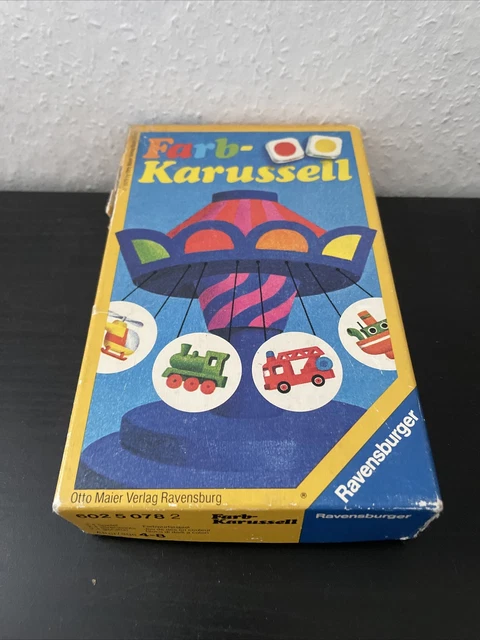 Farb-
Karussell
Otto Maier Verlag Ravensburg
®
Ravensburger
602 5 078 2
Farb-
Karussell
Ravensburger
4-8